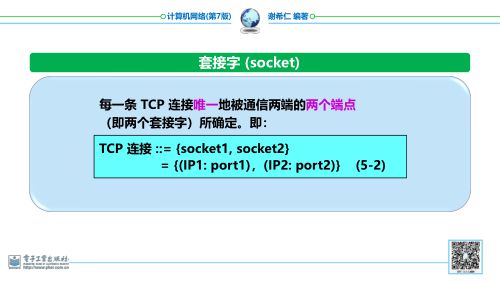 计算机网络(第7版) 谢希仁 编著
套接字 (socket)
每一条 TCP 连接唯一地被通信两端的两个端点
（即两个套接字）所确定。即：
TCP 连接 ::= {socket1, socket2}
= {(IP1: port1)，(IP2: port2)} (5-2)
电子工业出版社
http://www.phei.com.cn